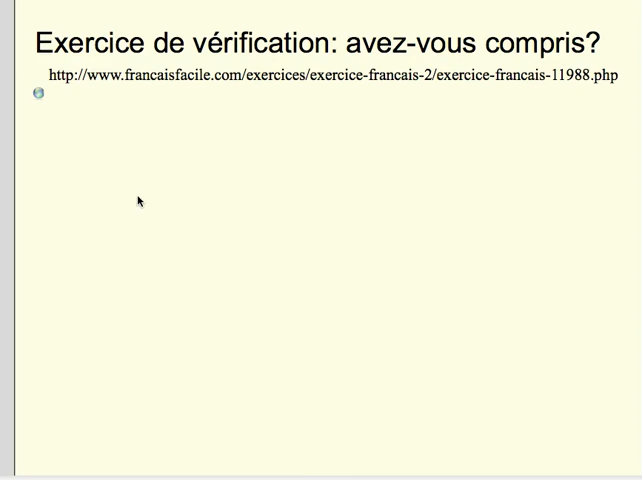 Exercice de vérification: avez-vous compris?
http://www.francaisfacile.com/exercices/exercice-francais-2/exercice-francais-11988.php